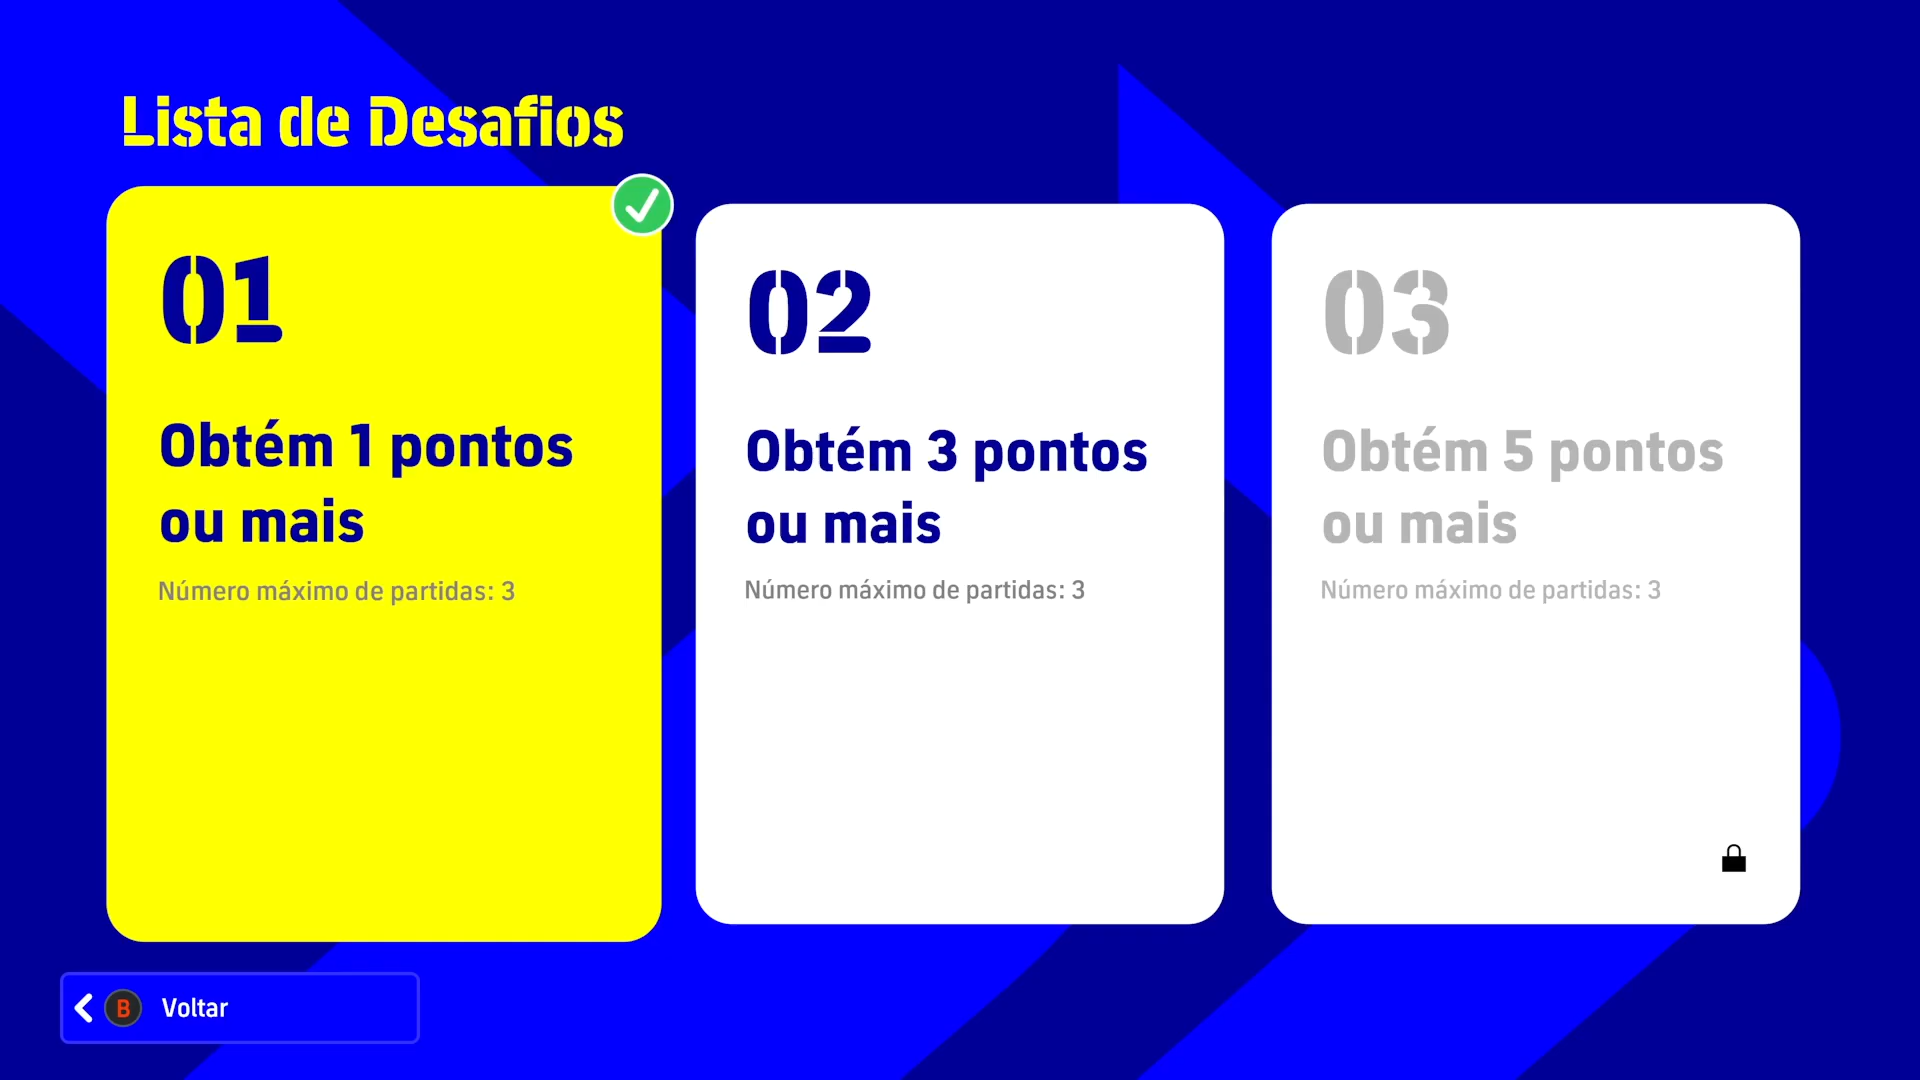 Lista de Desafios
01
Obtém 1 pontos
ou mais
Número máximo de partidas: 3
02
Obtém 3 pontos
ou mais
Número máximo de partidas: 3
03
Obtém 5 pontos
ou mais
Número máximo de partidas: 3
B Voltar